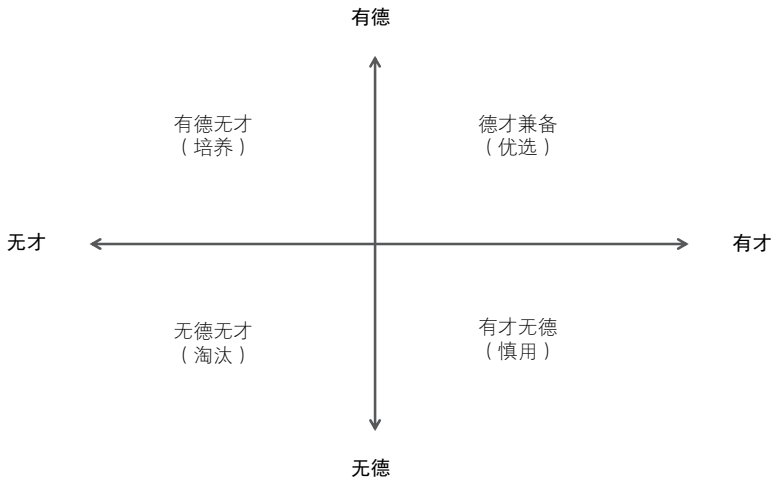 有德
有德无才
（培养）
德才兼备
（优选）
无才
有才
无德无才
（淘汰）
有才无德
（慎用）
无德